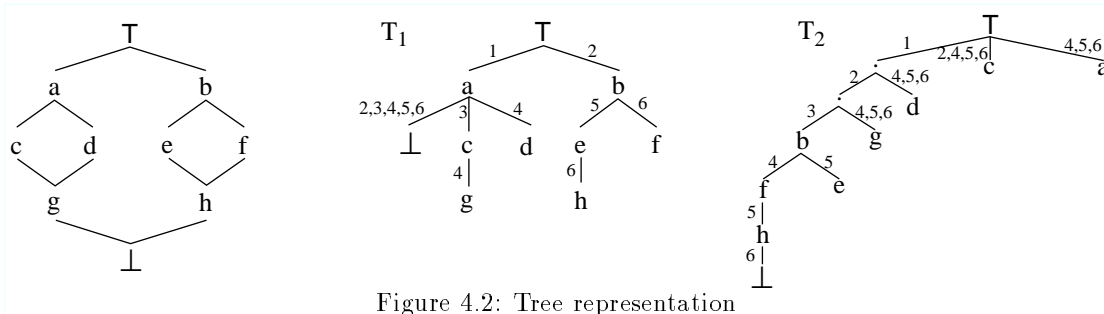 T₁ T₂
⊤ ⊤ ⊤
1 2 1 2,4,5,6 4,5,6
a b a b c a
2 4,5,6
2,3,4,5,6 3 4 5 6 d
c d e f ⊥ c d e f 3 4,5,6
b g
4 6 4 5
g h g h f e
5
h
⊥ 6
⊥
Figure 4.2: Tree representation